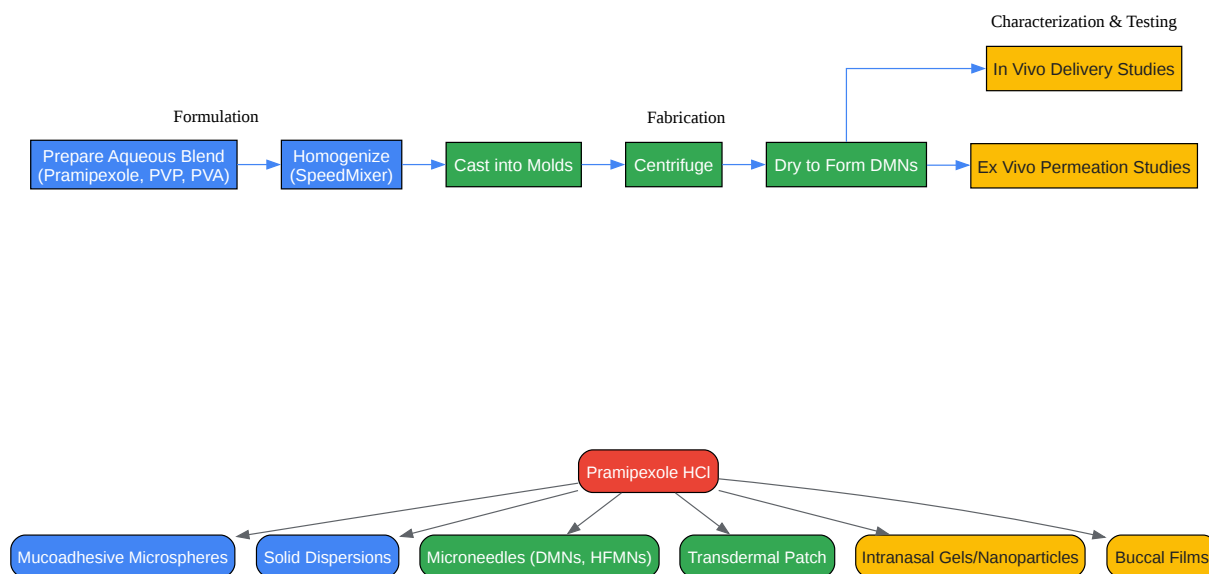 Characterization & Testing
In Vivo Delivery Studies
Formulation
Fabrication
Prepare Aqueous Blend
(Pramipexole, PVP, PVA)
Homogenize
(SpeedMixer)
Cast into Molds
Centrifuge
Dry to Form DMNs
Ex Vivo Permeation Studies
Pramipexole HCl
Mucoadhesive Microspheres
Solid Dispersions
Microneedles (DMNs, HFMNs)
Transdermal Patch
Intranasal Gels/Nanoparticles
Buccal Films